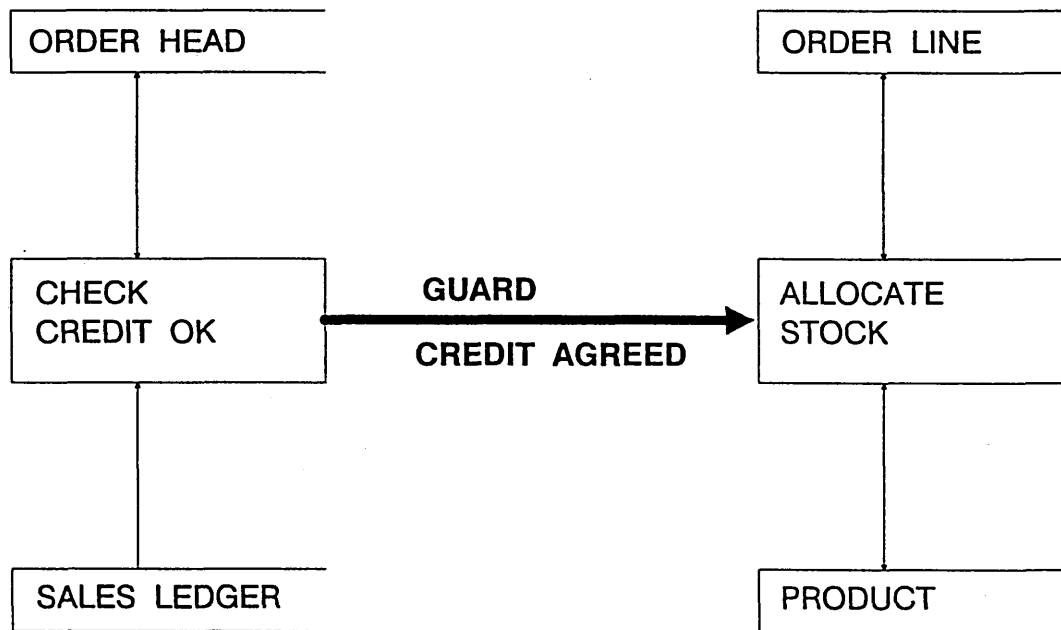 ORDER HEAD
ORDER LINE
CHECK
CREDIT OK
GUARD
CREDIT AGREED
ALLOCATE
STOCK
SALES LEDGER
PRODUCT